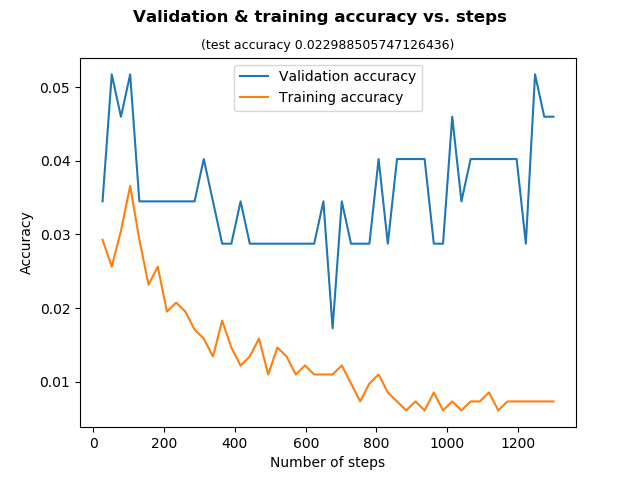 Validation & training accuracy vs. steps
(test accuracy 0.022988505747126436)
Validation accuracy
Training accuracy
0.05
0.04
0.03
0.02
0.01
Accuracy
0 200 400 600 800 1000 1200
Number of steps